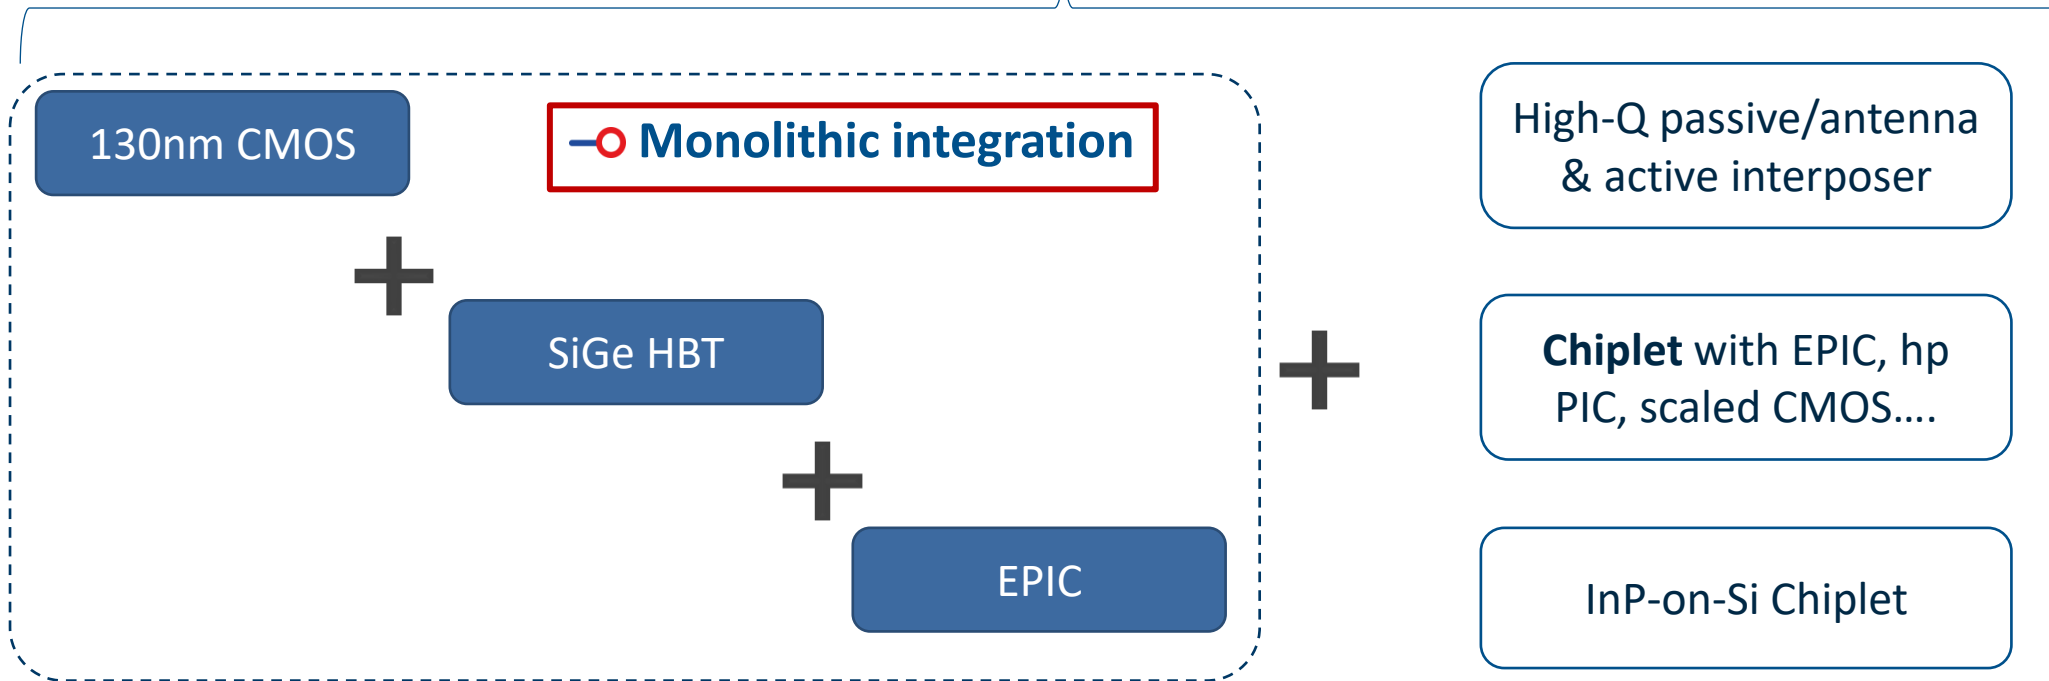 130nm CMOS
Monolithic integration
SiGe HBT
EPIC
High-Q passive/antenna
& active interposer
Chiplet with EPIC, hp
PIC, scaled CMOS....
InP-on-Si Chiplet